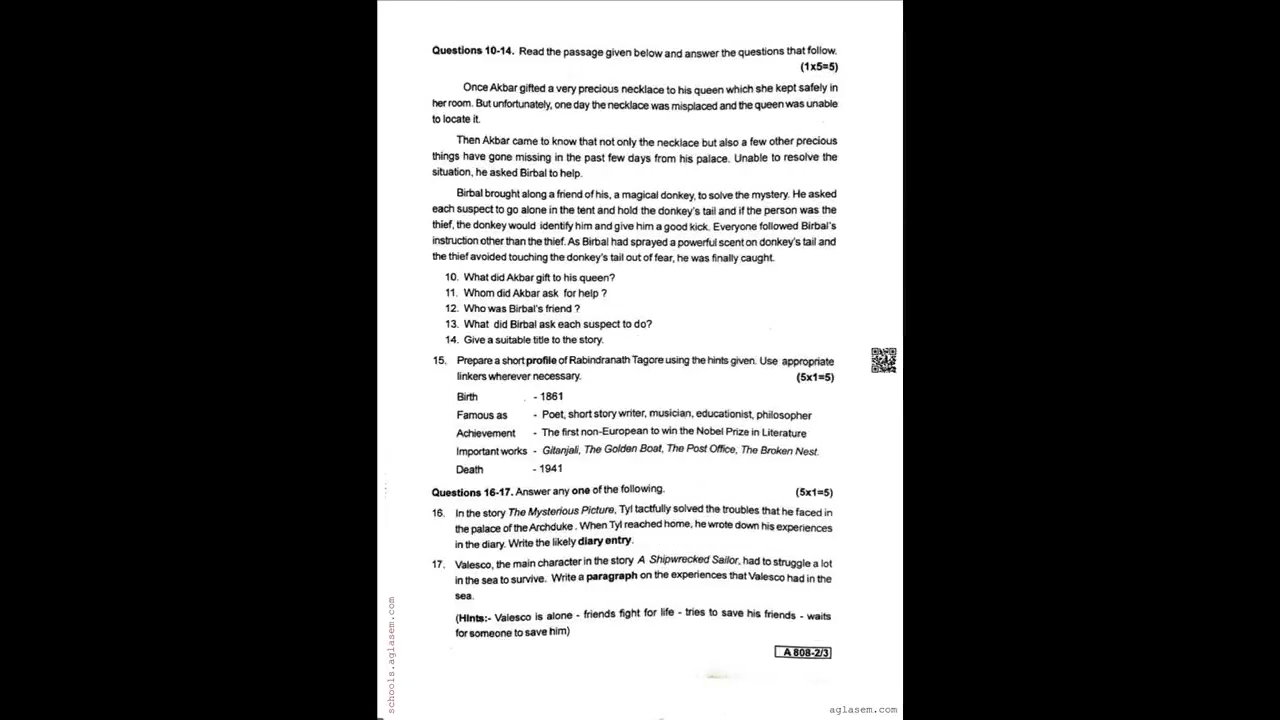 Questions 10-14. Read the passage given below and answer the questions that follow.
(1x5=5)
Once Akbar gifted a very precious necklace to his queen which she kept safely in
her room. But unfortunately, one day the necklace was misplaced and the queen was unable
to locate it.
Then Akbar came to know that not only the necklace but also a few other precious
things have gone missing in the past few days from his palace. Unable to resolve the
situation, he asked Birbal to help.
Birbal brought along a friend of his, a magical donkey, to solve the mystery. He asked
each suspect to go alone in the tent and hold the donkey's tail and if the person was the
thief, the donkey would identify him and give him a good kick. Everyone followed Birbal's
instruction other than the thief. As Birbal had sprayed a powerful scent on donkey's tail and
the thief avoided touching the donkey's tail out of fear, he was finally caught.
10. What did Akbar gift to his queen?
11. Whom did Akbar ask for help ?
12. Who was Birbal's friend ?
13. What did Birbal ask each suspect to do?
14. Give a suitable title to the story.
15. Prepare a short profile of Rabindranath Tagore using the hints given. Use appropriate
linkers wherever necessary. (5x1=5)
Birth - 1861
Famous as - Poet, short story writer, musician, educationist, philosopher
Achievement - The first non-European to win the Nobel Prize in Literature
Important works - Gitanjali, The Golden Boat, The Post Office, The Broken Nest.
Death - 1941
Questions 16-17. Answer any one of the following. (5x1=5)
16. In the story The Mysterious Picture, Tyl tactfully solved the troubles that he faced in
the palace of the Archduke . When Tyl reached home, he wrote down his experiences
in the diary. Write the likely diary entry.
17. Valesco, the main character in the story A Shipwrecked Sailor, had to struggle a lot
in the sea to survive. Write a paragraph on the experiences that Valesco had in the
sea.
(Hints:- Valesco is alone - friends fight for life - tries to save his friends - waits
for someone to save him)
A 808-2/3
schools.aglasem.com
aglasem.com